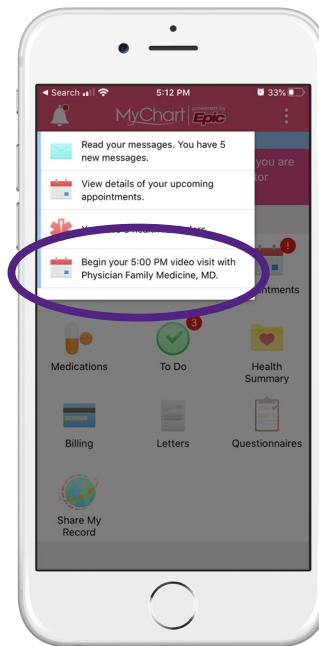 Search 5:12 PM 33%
MyChart powered by Epic
Read your messages. You have 5
new messages.
you are
View details of your upcoming
appointments.
Begin your 5:00 PM video visit with
Physician Family Medicine, MD.
Medications
To Do
3
Health
Summary
Billing
Letters
Questionnaires
Share My
Record